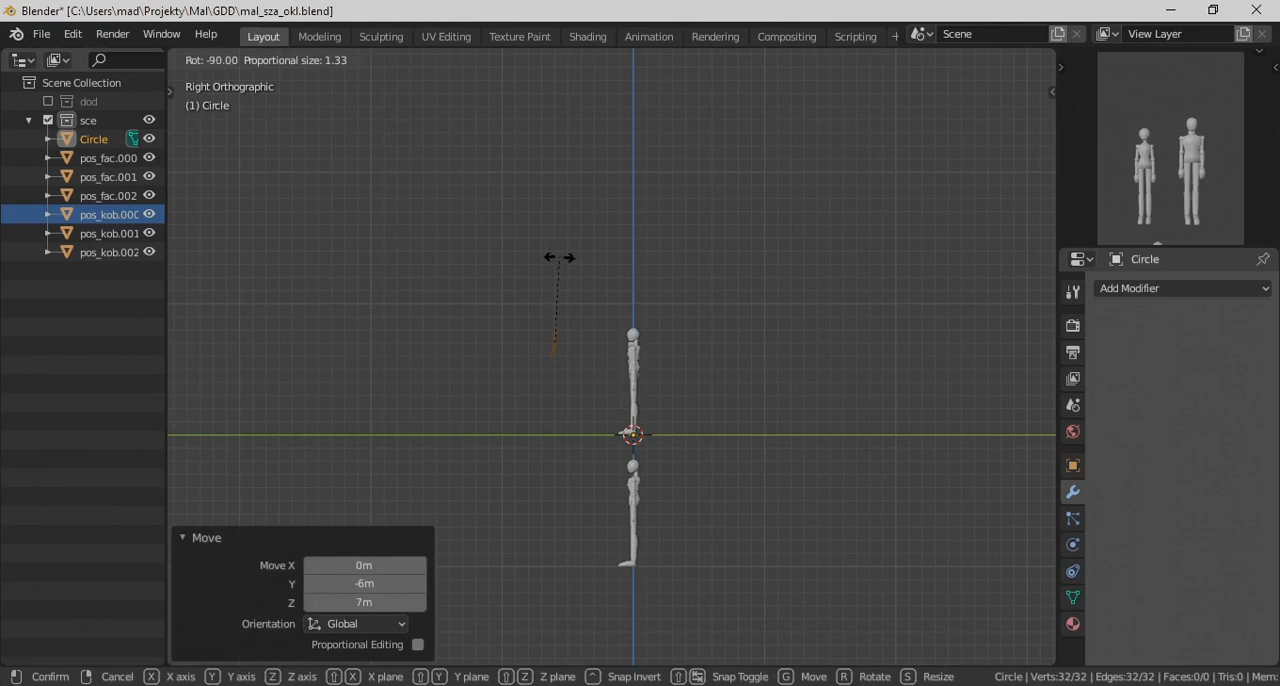 Blender* [C:\Users\mad\Projekty\Mal\GDD\mal_sza_okl.blend]
File Edit Render Window Help
Layout Modeling Sculpting UV Editing Texture Paint Shading Animation Rendering Compositing Scripting +
Scene
View Layer
Scene Collection
dod
sce
Circle
pos_fac.000
pos_fac.001
pos_fac.002
pos_kob.000
pos_kob.001
pos_kob.002
Rot: -90.00 Proportional size: 1.33
Right Orthographic
(1) Circle
Circle
Add Modifier
Move
Move X 0m
Y -6m
Z 7m
Orientation Global
Proportional Editing
Confirm Cancel X X axis Y Y axis Z Z axis X X plane Y Y plane Z Z plane Snap Invert Snap Toggle G Move R Rotate S Resize Circle | Verts:32/32 | Edges:32/32 | Faces:0/0 | Tris:0 | Mem: